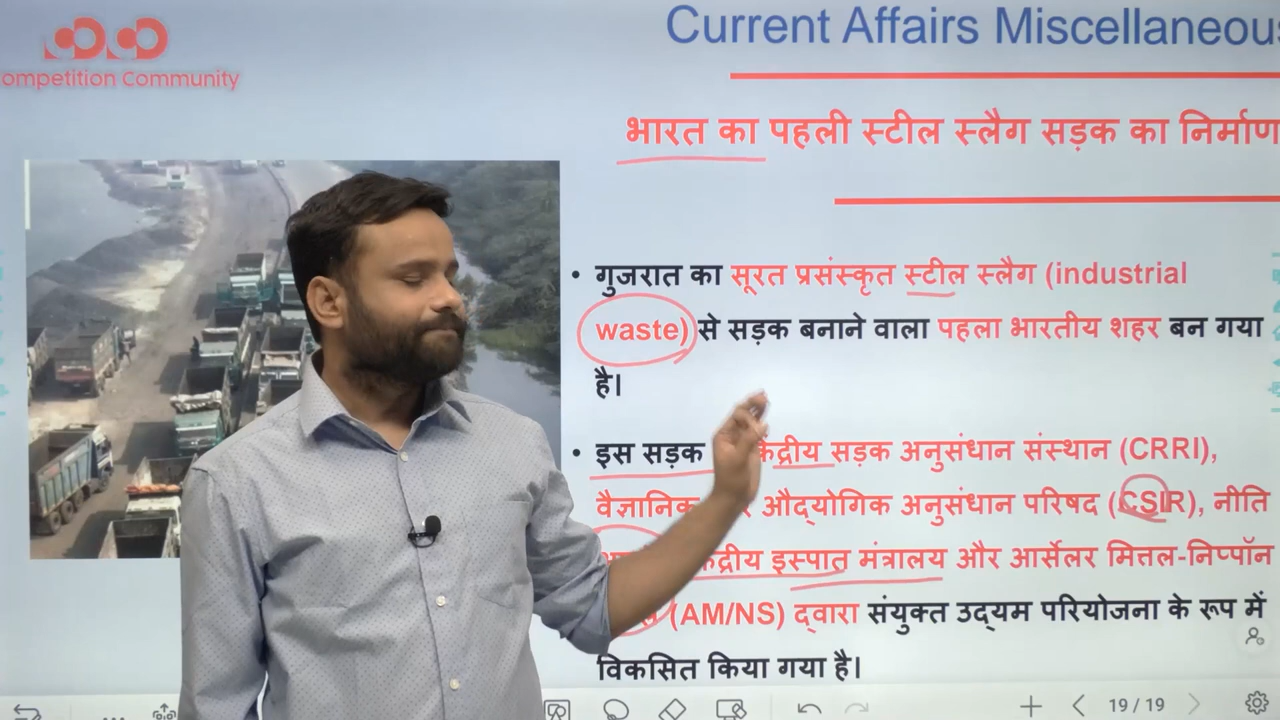 ompetition Community
Current Affairs Miscellaneou
भारत का पहली स्टील स्लैग सड़क का निर्माण
गुजरात का सूरत प्रसंस्कृत स्टील स्लैग (industrial
waste) से सड़क बनाने वाला पहला भारतीय शहर बन गया
है।
इस सड़क केंद्रीय सड़क अनुसंधान संस्थान (CRRI),
वैज्ञानिक औद्योगिक अनुसंधान परिषद (CSIR), नीति
केंद्रीय इस्पात मंत्रालय और आर्सेलर मित्तल-निप्पॉन
(AM/NS) द्वारा संयुक्त उद्यम परियोजना के रूप में
विकसित किया गया है।
19/19